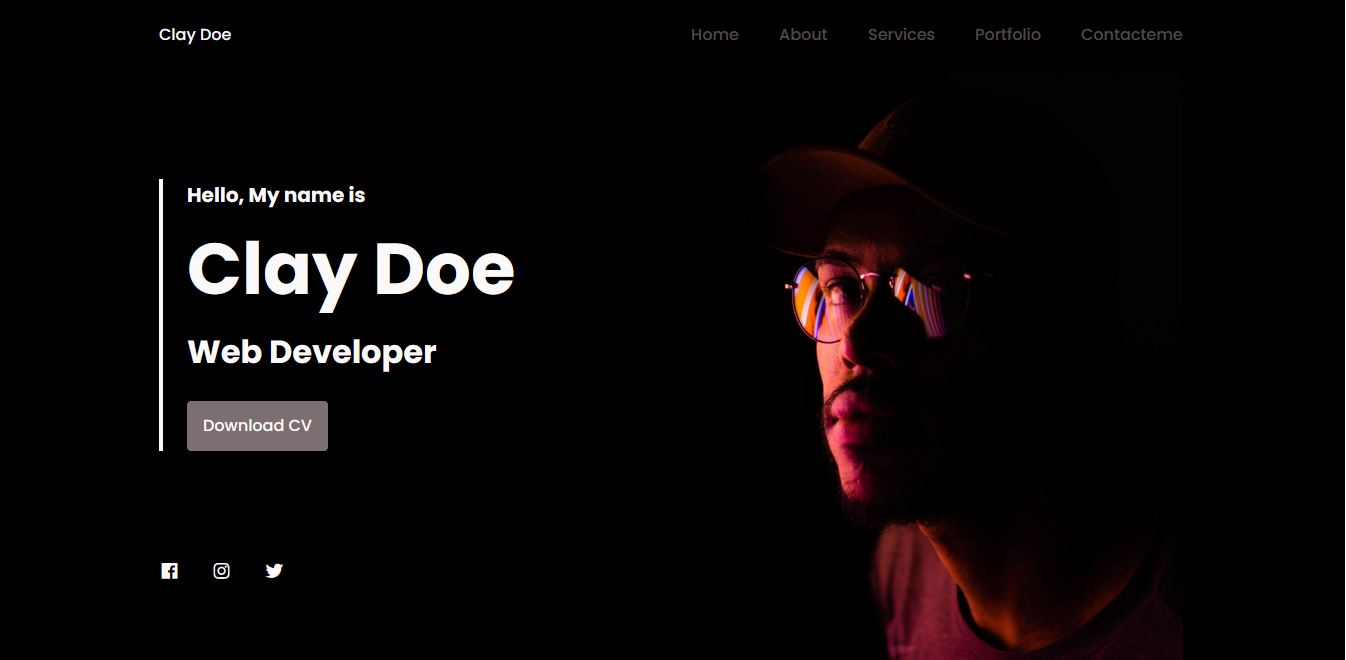 Clay Doe
Home About Services Portfolio Contacteme
Hello, My name is
Clay Doe
Web Developer
Download CV